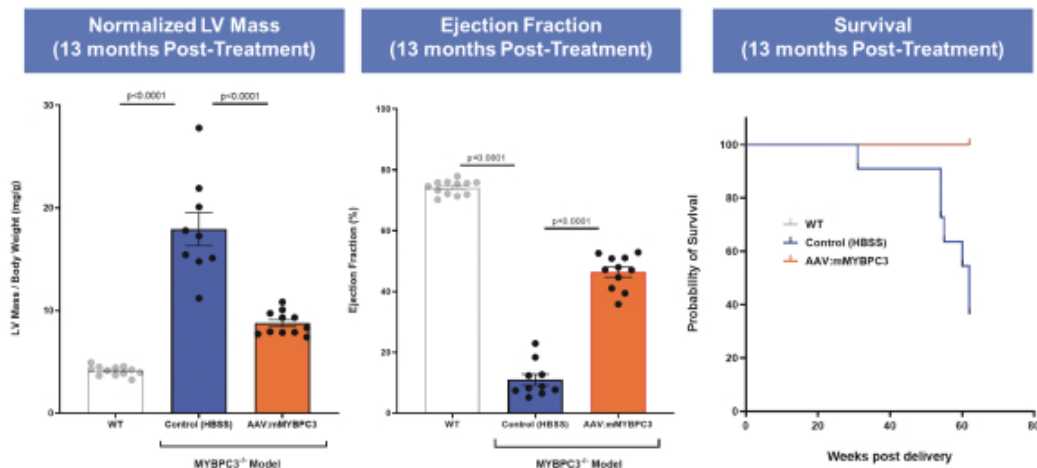 Normalized LV Mass
(13 months Post-Treatment)
p<0.0001
p<0.0001
30
20
10
0
LV Mass / Body Weight (mg/g)
WT
Control (HBSS)
AAV:mMYBPC3
MYBPC3-/- Model
Ejection Fraction
(13 months Post-Treatment)
p<0.0001
p<0.0001
100
80
60
40
20
0
Ejection Fraction (%)
WT
Control (HBSS)
AAV:mMYBPC3
MYBPC3-/- Model
Survival
(13 months Post-Treatment)
100
80
60
40
100
0
Probability of Survival
WT
Control (HBSS)
AAV:mMYBPC3
0
20
40
60
80
Weeks post delivery